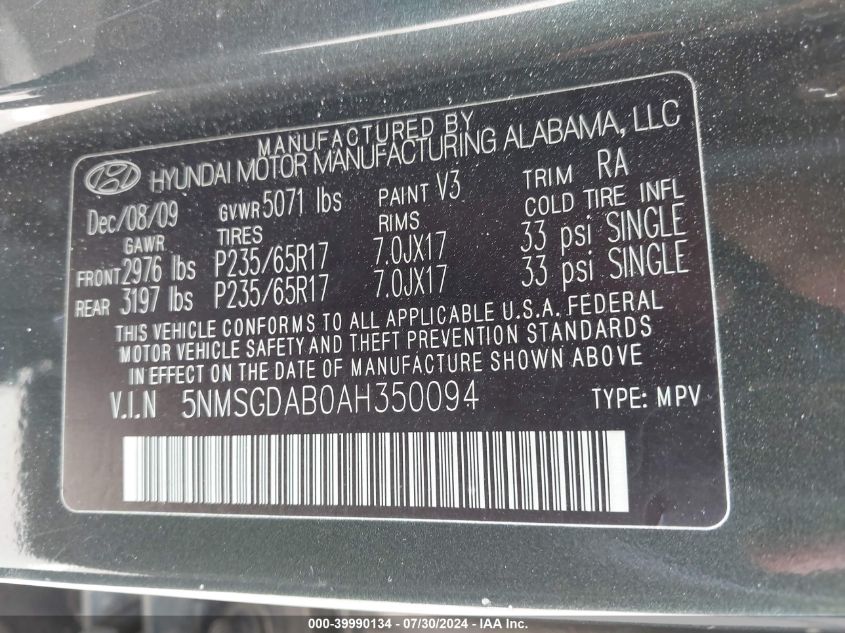 MANUFACTURED BY
HYUNDAI MOTOR MANUFACTURING ALABAMA, LLC
Dec/08/09 GVWR 5071 lbs PAINT V3 TRIM RA
GAWR TIRES RIMS COLD TIRE INFL
FRONT 2976 lbs P235/65R17 7.0JX17 33 psi SINGLE
REAR 3197 lbs P235/65R17 7.0JX17 33 psi SINGLE
THIS VEHICLE CONFORMS TO ALL APPLICABLE U.S.A. FEDERAL
MOTOR VEHICLE SAFETY AND THEFT PREVENTION STANDARDS
IN EFFECT ON THE DATE OF MANUFACTURE SHOWN ABOVE
V.I.N 5NMSGDAB0AH350094 TYPE: MPV
000-39990134 - 07/30/2024 - IAA Inc.